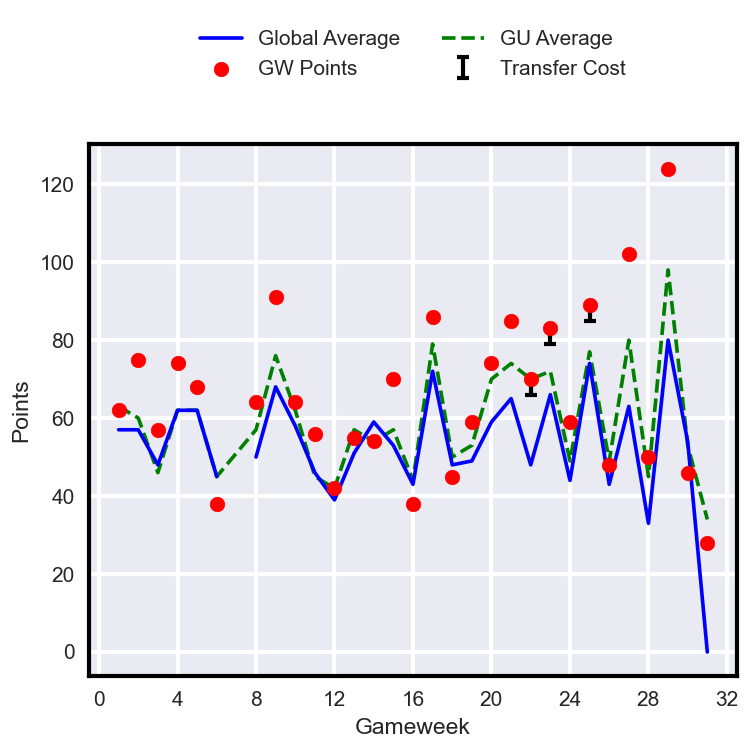 Global Average
GU Average
GW Points
Transfer Cost
120
100
80
60
40
20
0
Points
0 4 8 12 16 20 24 28 32
Gameweek